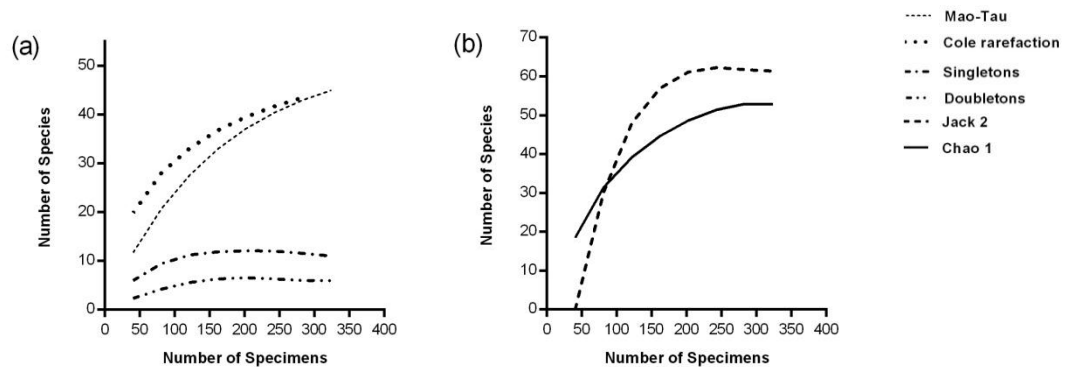 (a)
Number of Species
50
40
30
20
10
0
0 50 100 150 200 250 300 350 400
Number of Specimens
(b)
Number of Species
70
60
50
40
30
20
10
0
0 50 100 150 200 250 300 350 400
Number of Specimens
Mao-Tau
Cole rarefaction
Singletons
Doubletons
Jack 2
Chao 1